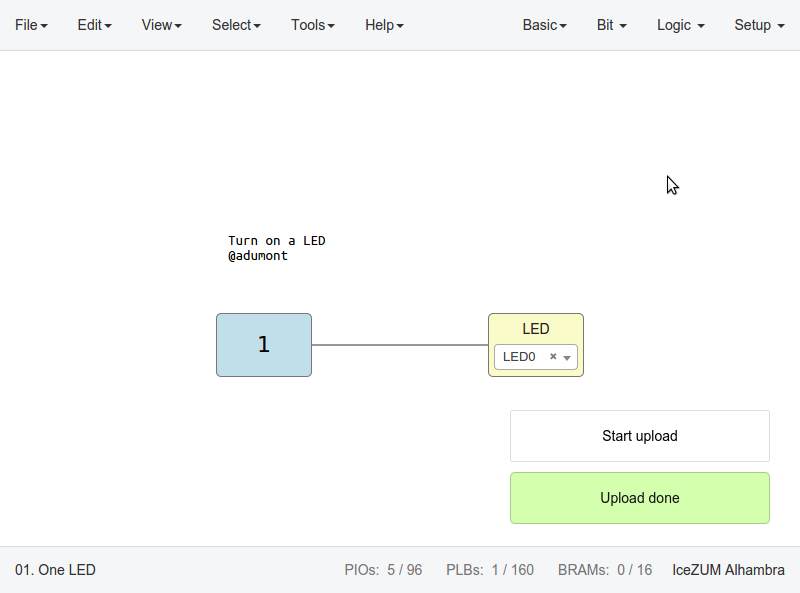 File Edit View Select Tools Help Basic Bit Logic Setup
Turn on a LED
@adumont
1
LED
LED0 ×
Start upload
Upload done
01. One LED PIOs: 5 / 96 PLBs: 1 / 160 BRAMs: 0 / 16 IceZUM Alhambra